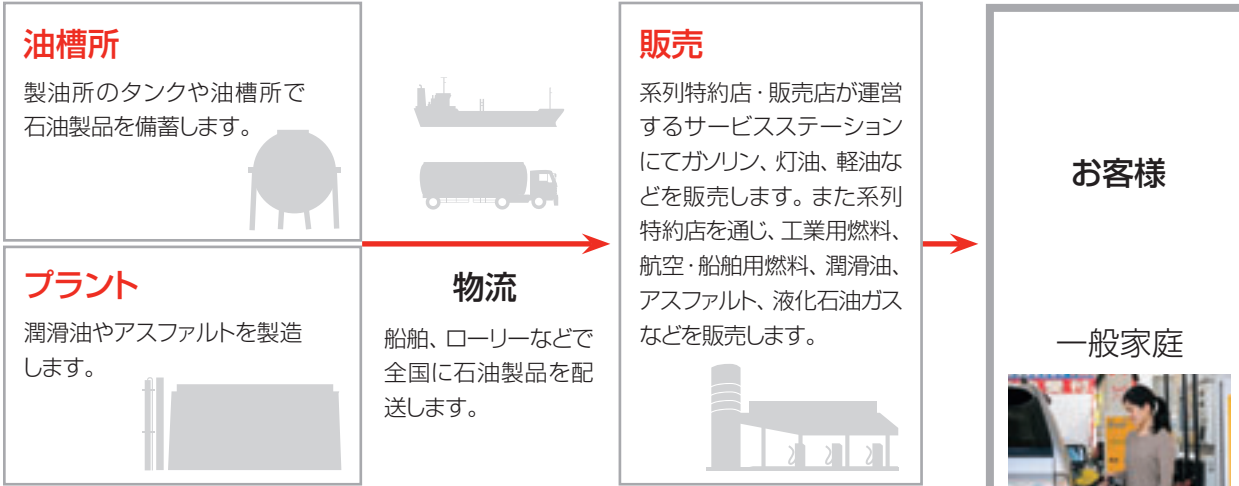 油槽所
製油所のタンクや油槽所で
石油製品を備蓄します。
プラント
潤滑油やアスファルトを製造
します。
物流
船舶、ローリーなどで
全国に石油製品を配
送します。
販売
系列特約店・販売店が運営
するサービスステーション
にてガソリン、灯油、軽油な
どを販売します。また系列
特約店を通じ、工業用燃料、
航空・船舶用燃料、潤滑油、
アスファルト、液化石油ガス
などを販売します。
お客様
一般家庭